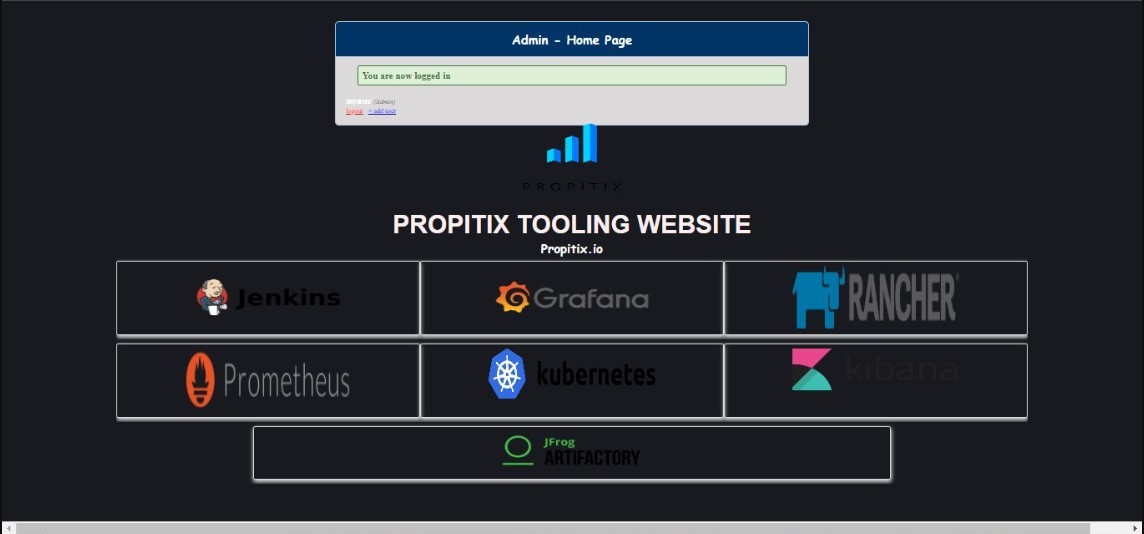 Admin - Home Page
You are now logged in
(Admin)
logout + add user
PROPITIX
PROPITIX TOOLING WEBSITE
Propitix.io
Jenkins
Grafana
RANCHER
Prometheus
kubernetes
kibana
JFrog
ARTIFACTORY